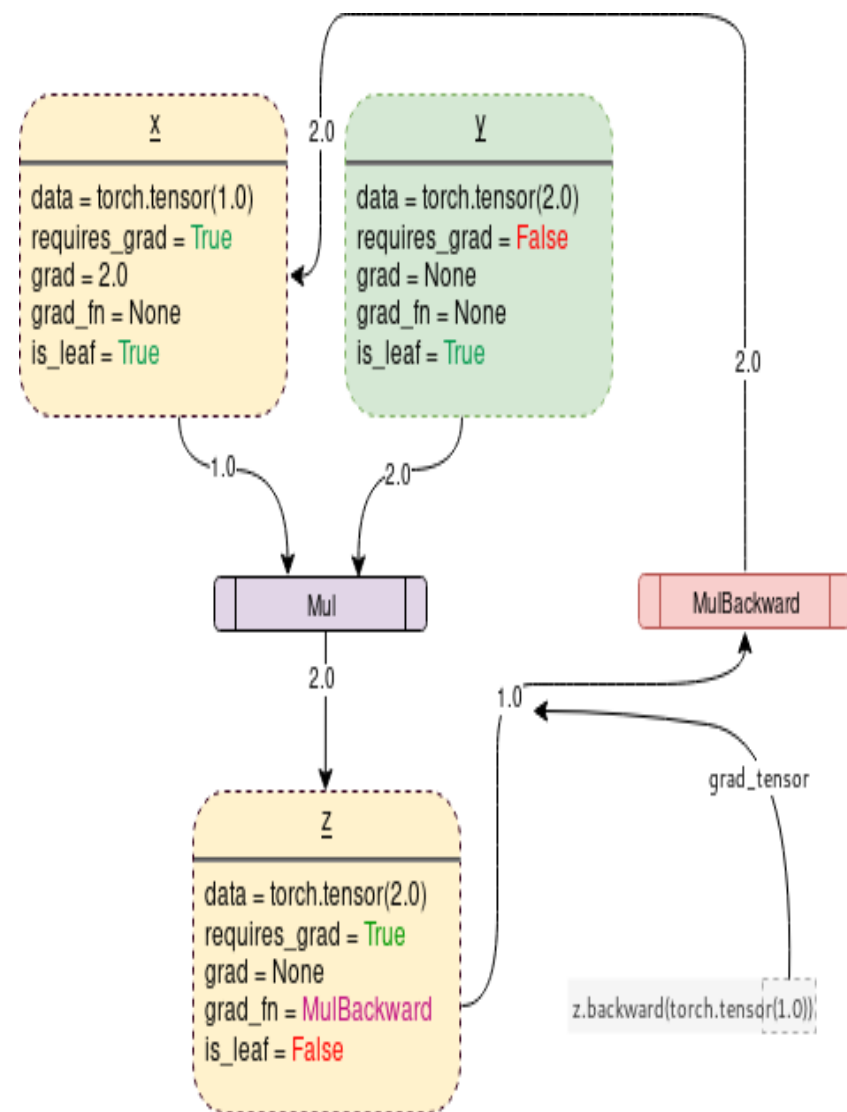 x
data = torch.tensor(1.0)
requires_grad = True
grad = 2.0
grad_fn = None
is_leaf = True
2.0
y
data = torch.tensor(2.0)
requires_grad = False
grad = None
grad_fn = None
is_leaf = True
2.0
1.0
2.0
Mul
MulBackward
2.0
1.0
grad_tensor
z
data = torch.tensor(2.0)
requires_grad = True
grad = None
grad_fn = MulBackward
is_leaf = False
z.backward(torch.tensor(1.0))